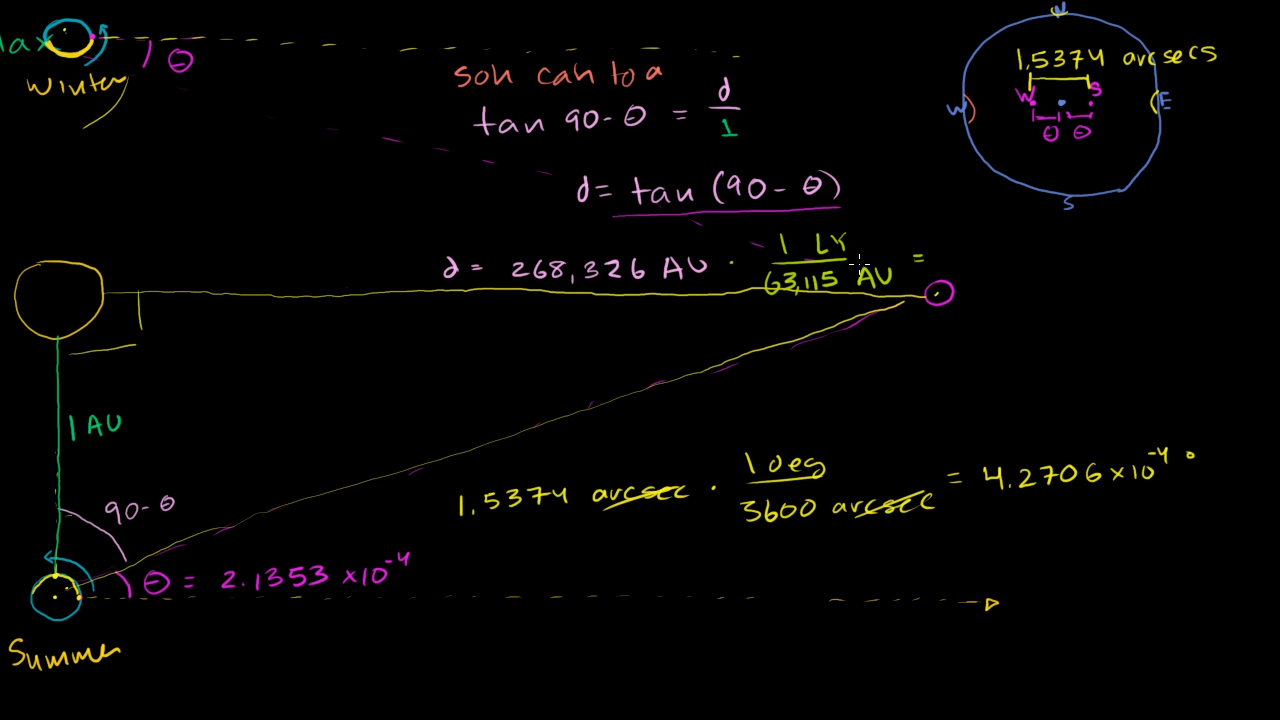 lax
Winter
θ
soh cah toa
tan 90-θ = d/1
d = tan (90-θ)
d = 268,326 AU · 1 LY/63,115 AU =
1 AU
90-θ
θ = 2.1353 ×10^-4
Summer
1.5374 arcsec · 1 deg/3600 arcsec = 4.2706×10^-4 °
N
1.5374 arcsecs
W W S E
θ θ
S